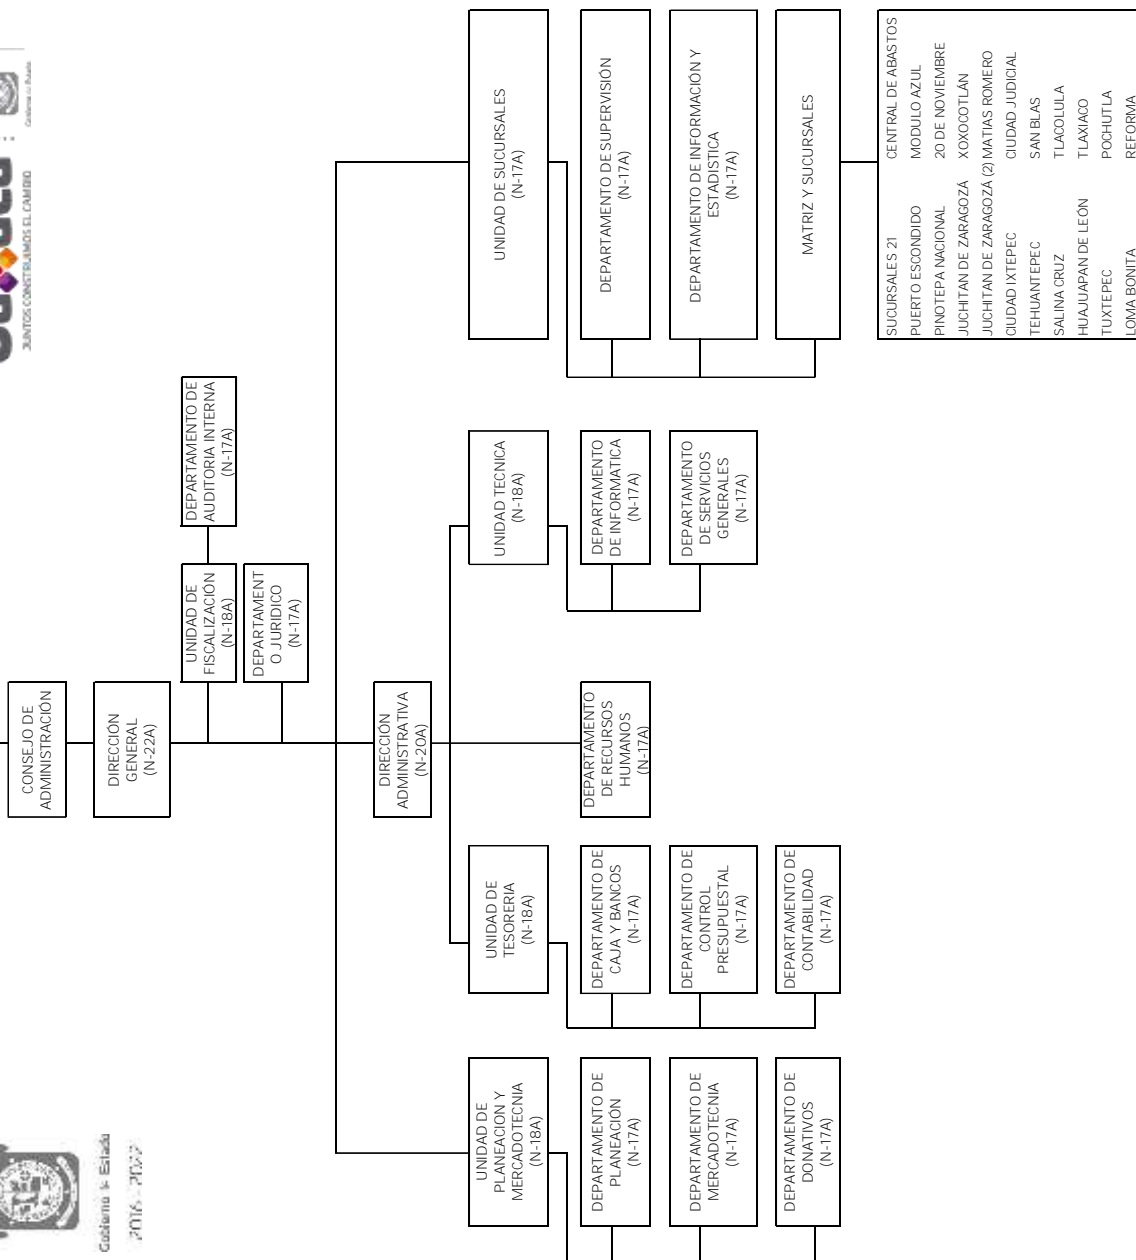 Gobierno del Estado
2016 - 2022
JUNTOS CONSTRUIMOS EL CAMBIO
Gobierno del Estado
CONSEJO DE
ADMINISTRACIÓN
DIRECCIÓN
GENERAL
(N-22A)
UNIDAD DE
FISCALIZACIÓN
(N-18A)
DEPARTAMENTO DE
AUDITORIA INTERNA
(N-17A)
DEPARTAMENT
O JURIDICO
(N-17A)
DIRECCIÓN
ADMINISTRATIVA
(N-20A)
UNIDAD DE
PLANEACION Y
MERCADOTECNIA
(N-18A)
DEPARTAMENTO DE
PLANEACIÓN
(N-17A)
DEPARTAMENTO DE
MERCADOTECNIA
(N-17A)
DEPARTAMENTO DE
DONATIVOS
(N-17A)
UNIDAD DE
TESORERIA
(N-18A)
DEPARTAMENTO DE
CAJA Y BANCOS
(N-17A)
DEPARTAMENTO DE
CONTROL
PRESUPUESTAL
(N-17A)
DEPARTAMENTO DE
CONTABILIDAD
(N-17A)
DEPARTAMENTO
DE RECURSOS
HUMANOS
(N-17A)
UNIDAD TECNICA
(N-18A)
DEPARTAMENTO
DE INFORMATICA
(N-17A)
DEPARTAMENTO
DE SERVICIOS
GENERALES
(N-17A)
UNIDAD DE SUCURSALES
(N-17A)
DEPARTAMENTO DE SUPERVISIÓN
(N-17A)
DEPARTAMENTO DE INFORMACIÓN Y
ESTADISTICA
(N-17A)
MATRIZ Y SUCURSALES
SUCURSALES 21 CENTRAL DE ABASTOS
PUERTO ESCONDIDO MODULO AZUL
PINOTEPA NACIONAL 20 DE NOVIEMBRE
JUCHITAN DE ZARAGOZÁ XOXOCOTLÁN
JUCHITAN DE ZARAGOZÁ (2) MATIAS ROMERO
CIUDAD IXTEPEC CIUDAD JUDICIAL
TEHUANTEPEC SAN BLAS
SALINA CRUZ TLACOLULA
HUAJUAPAN DE LEÓN TLAXIACO
TUXTEPEC POCHUTLA
LOMA BONITA REFORMA